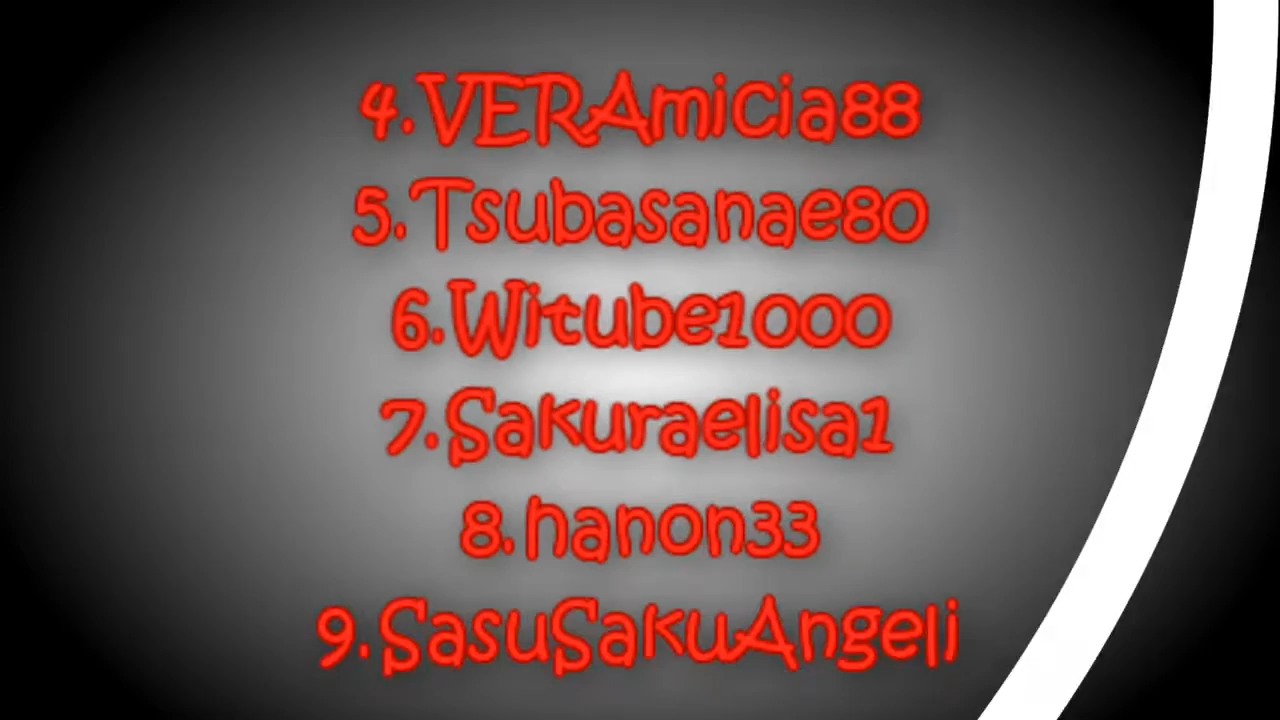 4.VERAmicia88
5.Tsubasanae80
6.Witube1000
7.Sakuraelisa1
8.hanon33
9.SasuSakuAngeli